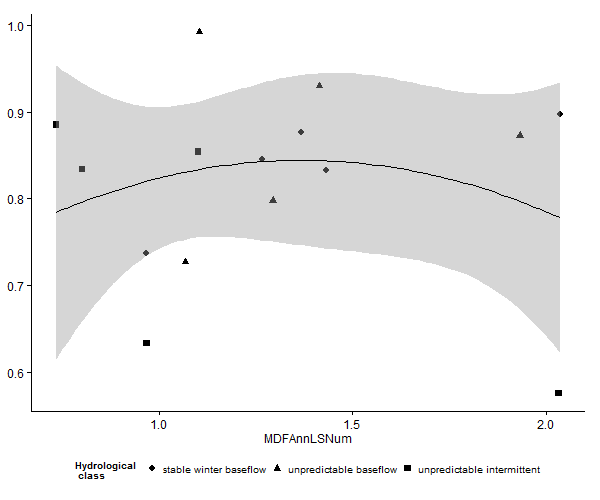 1.0
0.9
0.8
0.7
0.6
1.0 1.5 2.0
MDFAnnLSNum
Hydrological
class
stable winter baseflow unpredictable baseflow unpredictable intermittent